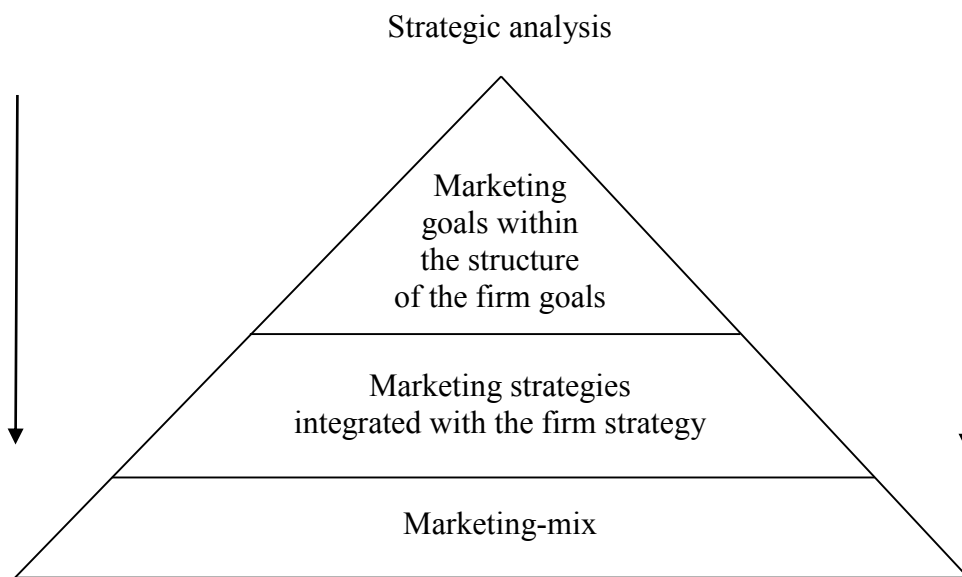 Strategic analysis
Marketing
goals within
the structure
of the firm goals
Marketing strategies
integrated with the firm strategy
Marketing-mix